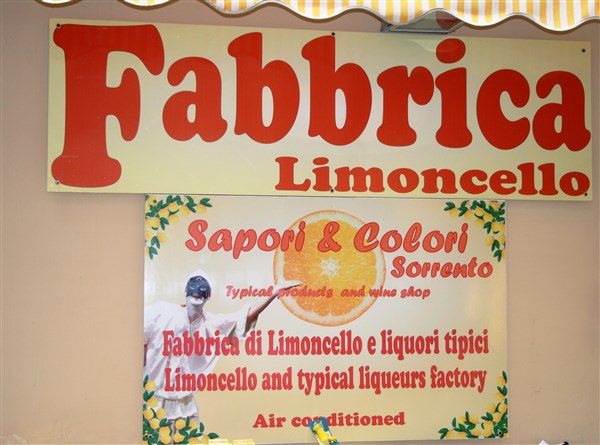 Fabbrica
Limoncello
Sapori & Colori
Sorrento
Typical products and wine shop
Fabbrica di Limoncello e liquori tipici
Limoncello and typical liqueurs factory
Air conditioned